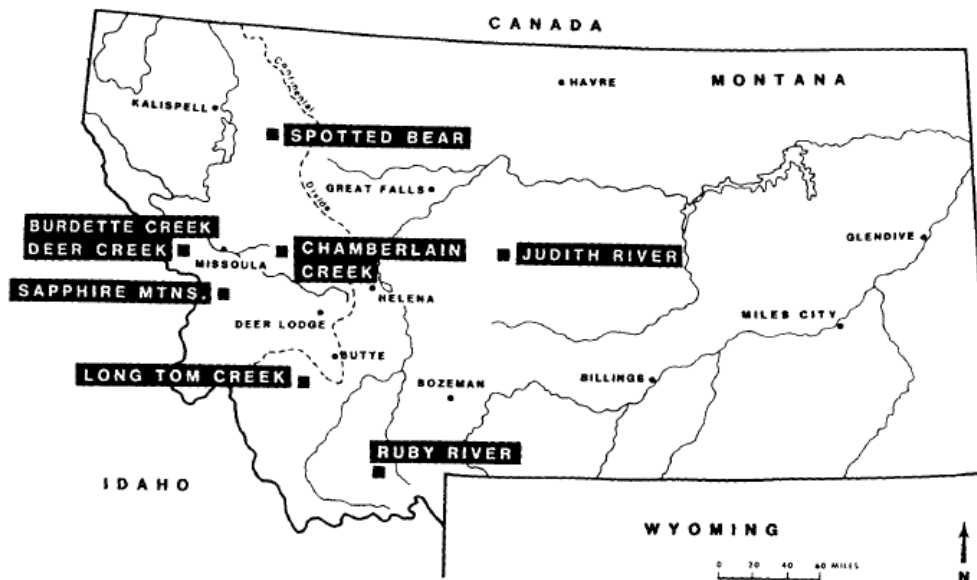 CANADA
MONTANA
HAVRE
KALISPELL
Continental
Divide
SPOTTED BEAR
GREAT FALLS
BURDETTE CREEK
DEER CREEK
MISSOULA
CHAMBERLAIN
CREEK
JUDITH RIVER
GLENDIVE
SAPPHIRE MTNS.
HELENA
DEER LODGE
MILES CITY
BUTTE
LONG TOM CREEK
BOZEMAN
BILLINGS
RUBY RIVER
IDAHO
WYOMING
0 20 40 60 MILES
N